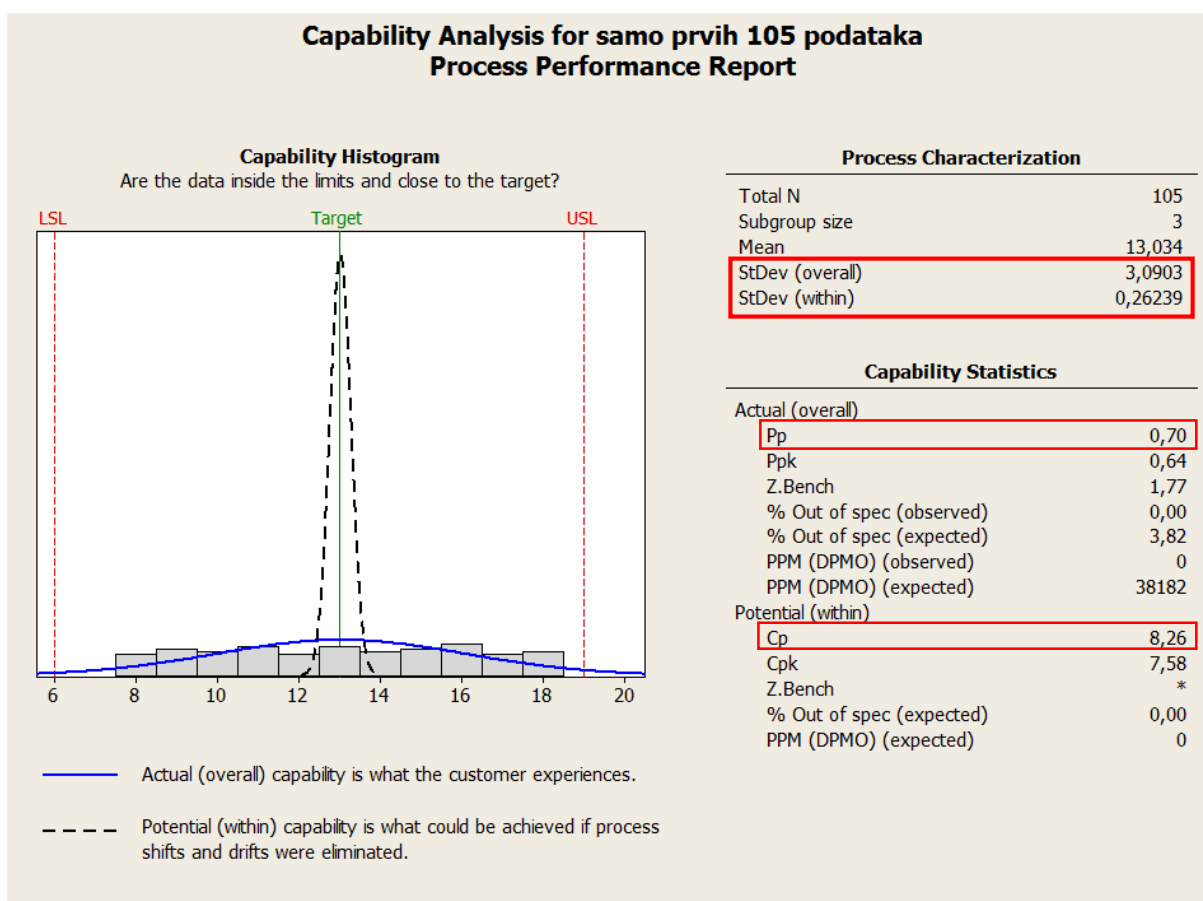 Capability Analysis for samo prvih 105 podataka
Process Performance Report
Capability Histogram
Are the data inside the limits and close to the target?
LSL Target USL
6 8 10 12 14 16 18 20
Actual (overall) capability is what the customer experiences.
Potential (within) capability is what could be achieved if process
shifts and drifts were eliminated.
Process Characterization
Total N 105
Subgroup size 3
Mean 13,034
StDev (overall) 3,0903
StDev (within) 0,26239
Capability Statistics
Actual (overall)
Pp 0,70
Ppk 0,64
Z.Bench 1,77
% Out of spec (observed) 0,00
% Out of spec (expected) 3,82
PPM (DPMO) (observed) 0
PPM (DPMO) (expected) 38182
Potential (within)
Cp 8,26
Cpk 7,58
Z.Bench *
% Out of spec (expected) 0,00
PPM (DPMO) (expected) 0